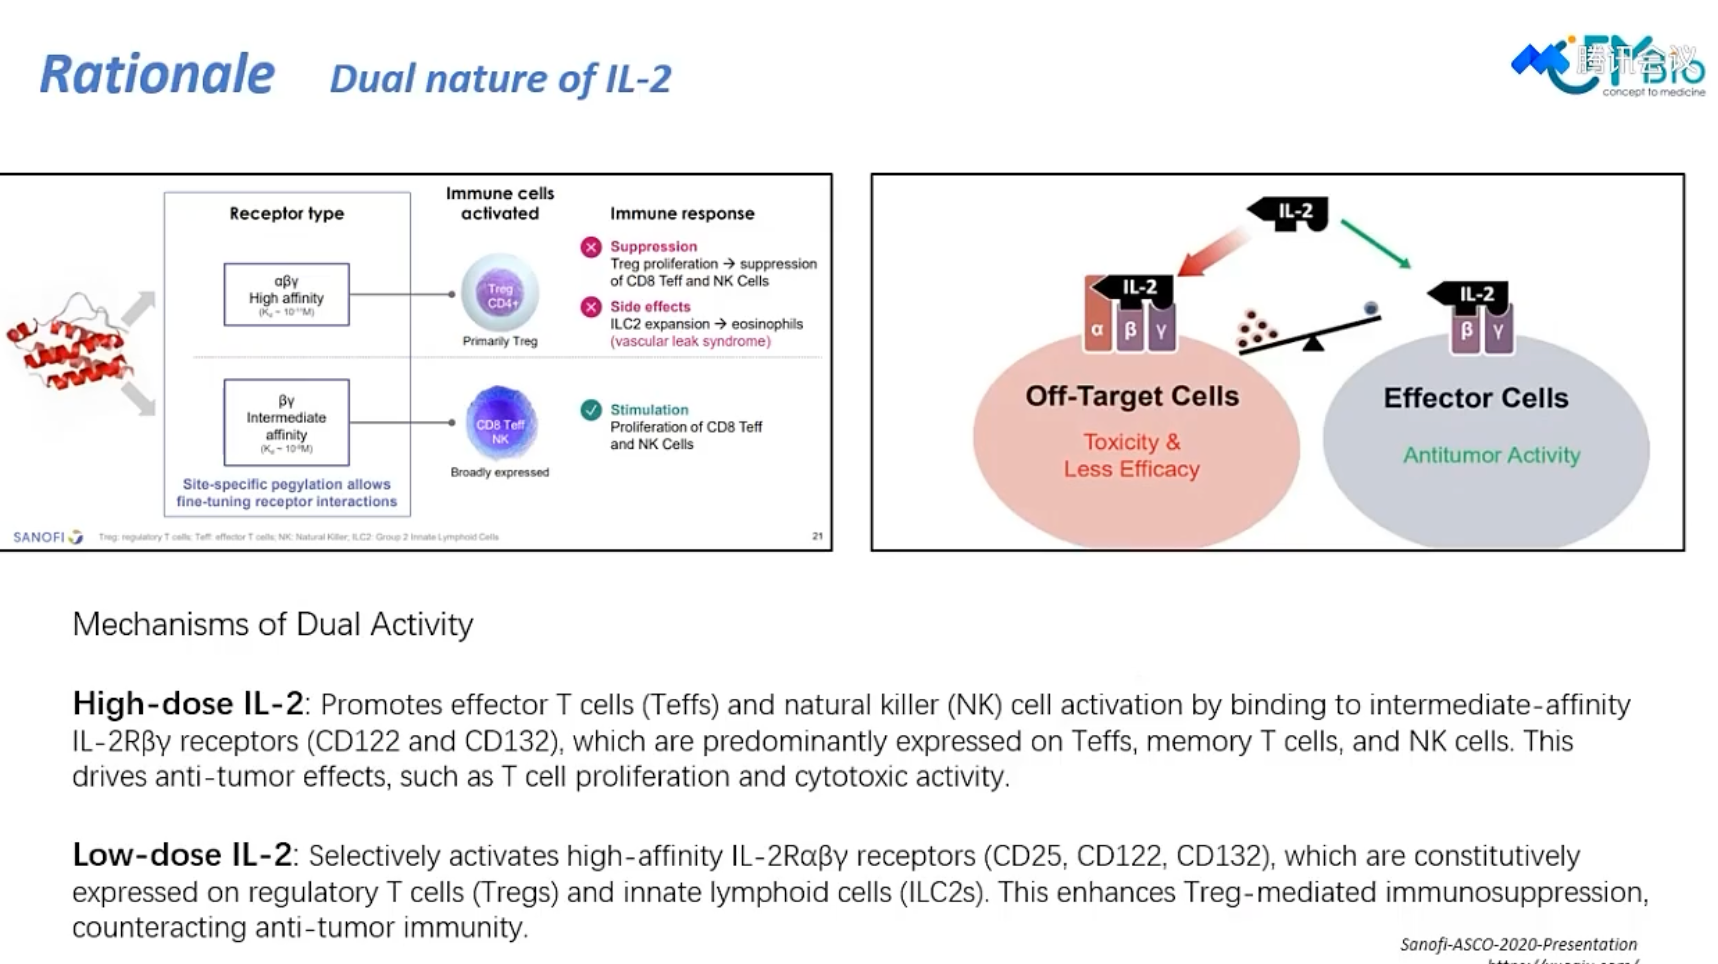 Rationale Dual nature of IL-2
腾讯会议
Bio
concept to medicine
Receptor type
Immune cells
activated
Immune response
αβγ
High affinity
(Kd ~ 10⁻¹¹M)
Treg
CD4+
Primarily Treg
Suppression
Treg proliferation → suppression
of CD8 Teff and NK Cells
Side effects
ILC2 expansion → eosinophils
(vascular leak syndrome)
βγ
Intermediate
affinity
(Kd ~ 10⁻⁹M)
CD8 Teff
NK
Broadly expressed
Stimulation
Proliferation of CD8 Teff
and NK Cells
Site-specific pegylation allows
fine-tuning receptor interactions
SANOFI
Treg: regulatory T cells; Teff: effector T cells; NK: Natural Killer; ILC2: Group 2 Innate Lymphoid Cells
21
IL-2
IL-2
α β γ
IL-2
β γ
Off-Target Cells
Toxicity &
Less Efficacy
Effector Cells
Antitumor Activity
Mechanisms of Dual Activity
High-dose IL-2: Promotes effector T cells (Teffs) and natural killer (NK) cell activation by binding to intermediate-affinity
IL-2Rβγ receptors (CD122 and CD132), which are predominantly expressed on Teffs, memory T cells, and NK cells. This
drives anti-tumor effects, such as T cell proliferation and cytotoxic activity.
Low-dose IL-2: Selectively activates high-affinity IL-2Rαβγ receptors (CD25, CD122, CD132), which are constitutively
expressed on regulatory T cells (Tregs) and innate lymphoid cells (ILC2s). This enhances Treg-mediated immunosuppression,
counteracting anti-tumor immunity.
Sanofi-ASCO-2020-Presentation